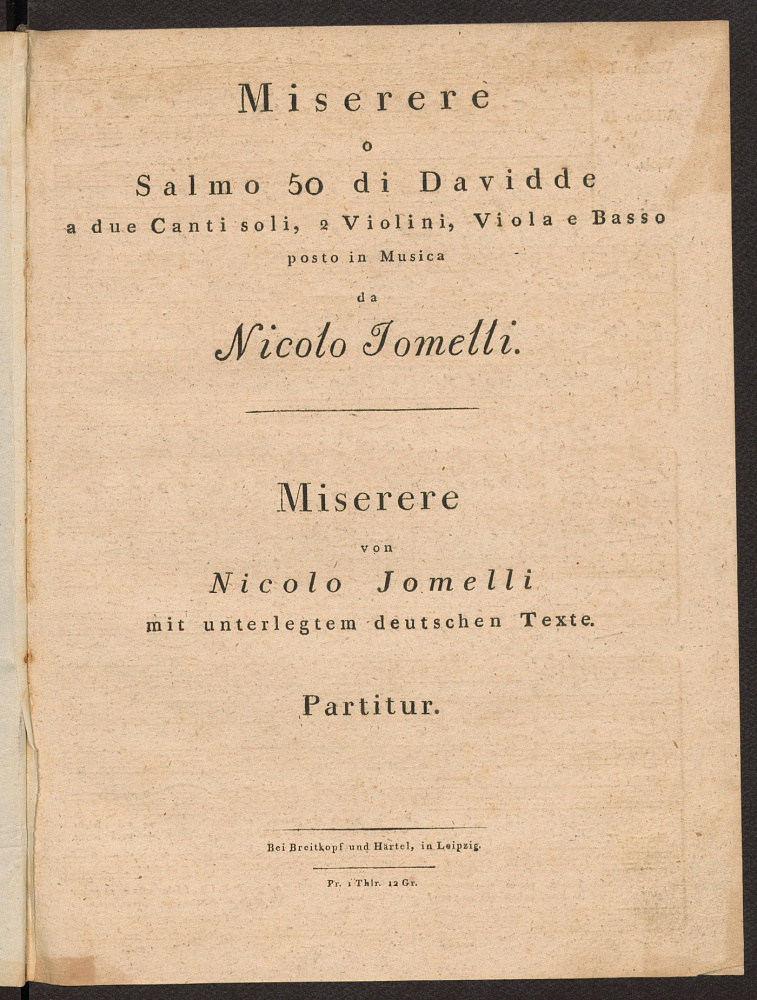 Miserere
o
Salmo 50 di Davidde
a due Canti soli, 2 Violini, Viola e Basso
posto in Musica
da
Nicolo Jomelli.
Miserere
von
Nicolo Jomelli
mit unterlegtem deutschen Texte.
Partitur.
Bei Breitkopf und Härtel, in Leipzig.
Pr. 1 Thlr. 12 Gr.